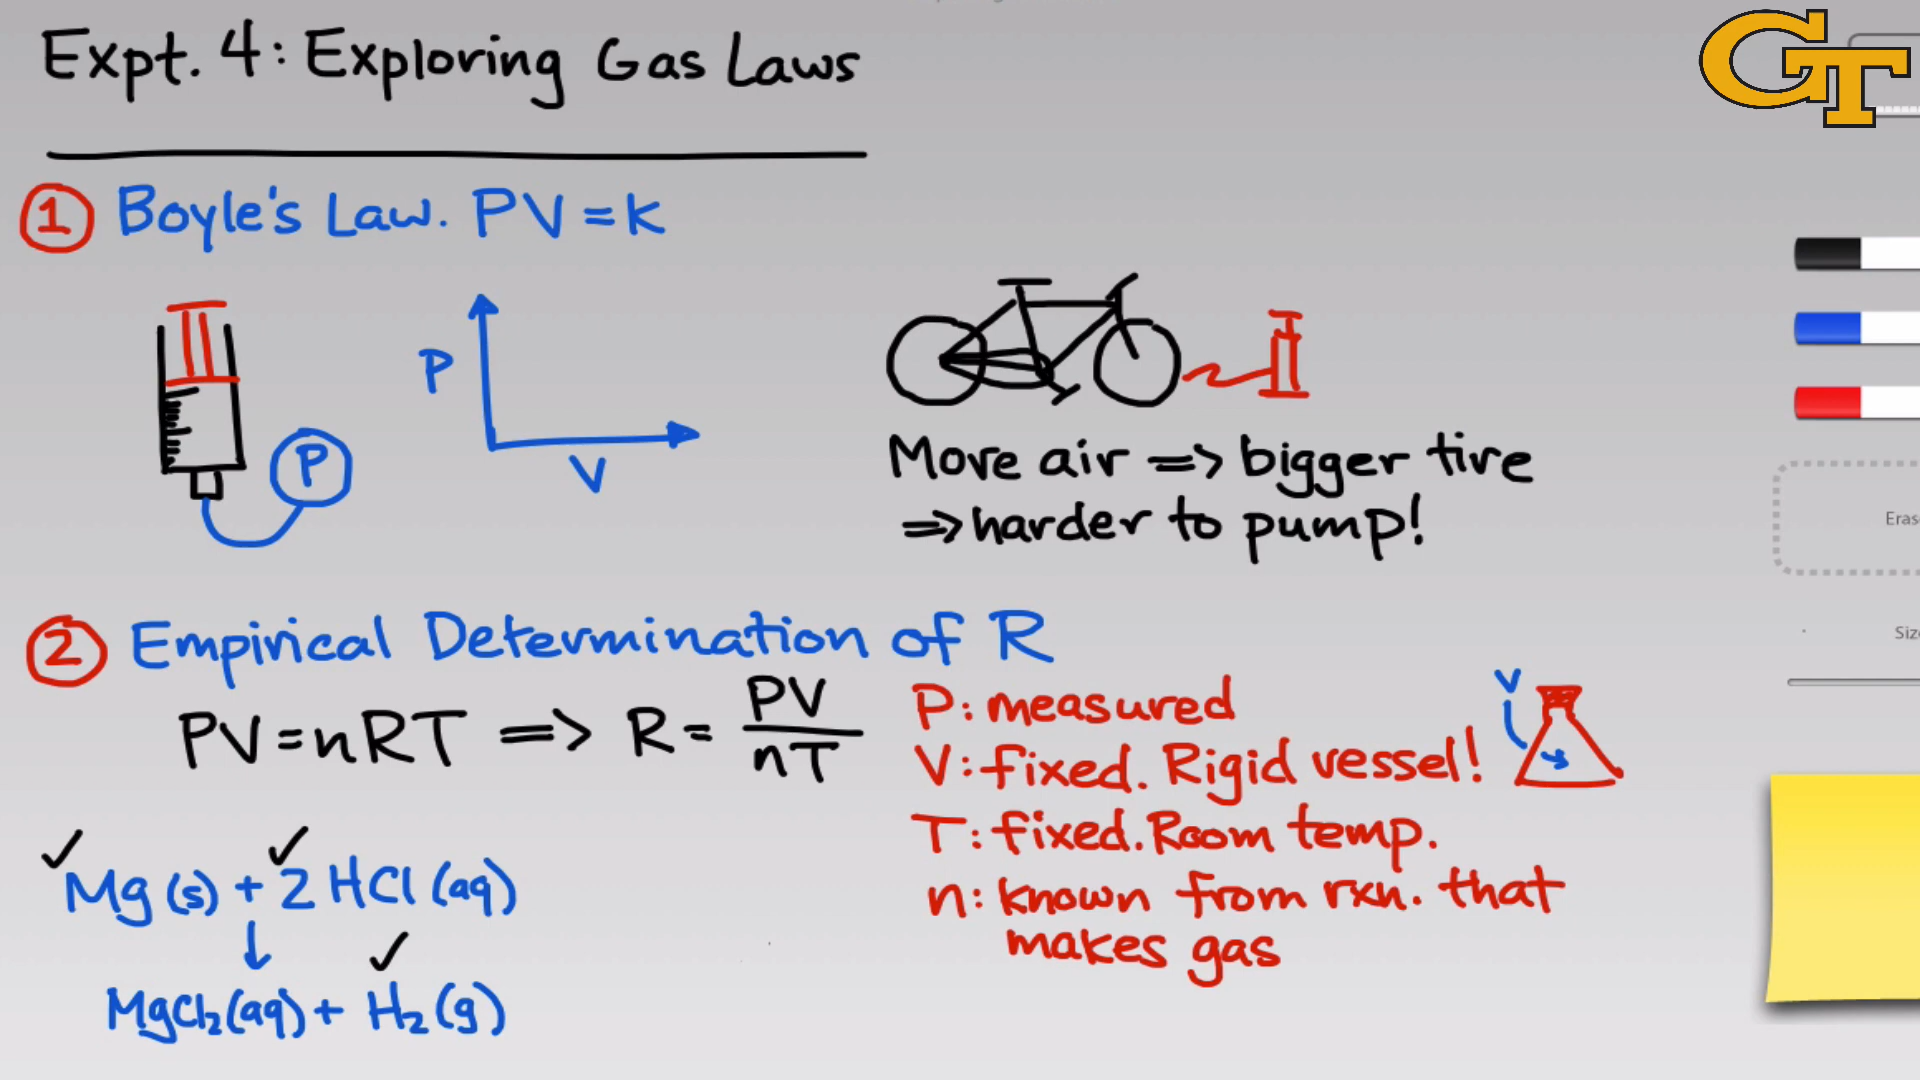 Expt. 4: Exploring Gas Laws
GT
1 Boyle's Law. PV = k
P
P
V
Move air => bigger tire
=> harder to pump!
Eras
2 Empirical Determination of R
Size
PV = nRT => R = PV/nT
P: measured
V
V: fixed. Rigid vessel!
T: fixed. Room temp.
n: known from rxn. that
makes gas
✓ ✓
Mg (s) + 2 HCl (aq)
↓ ✓
MgCl₂(aq) + H₂ (g)